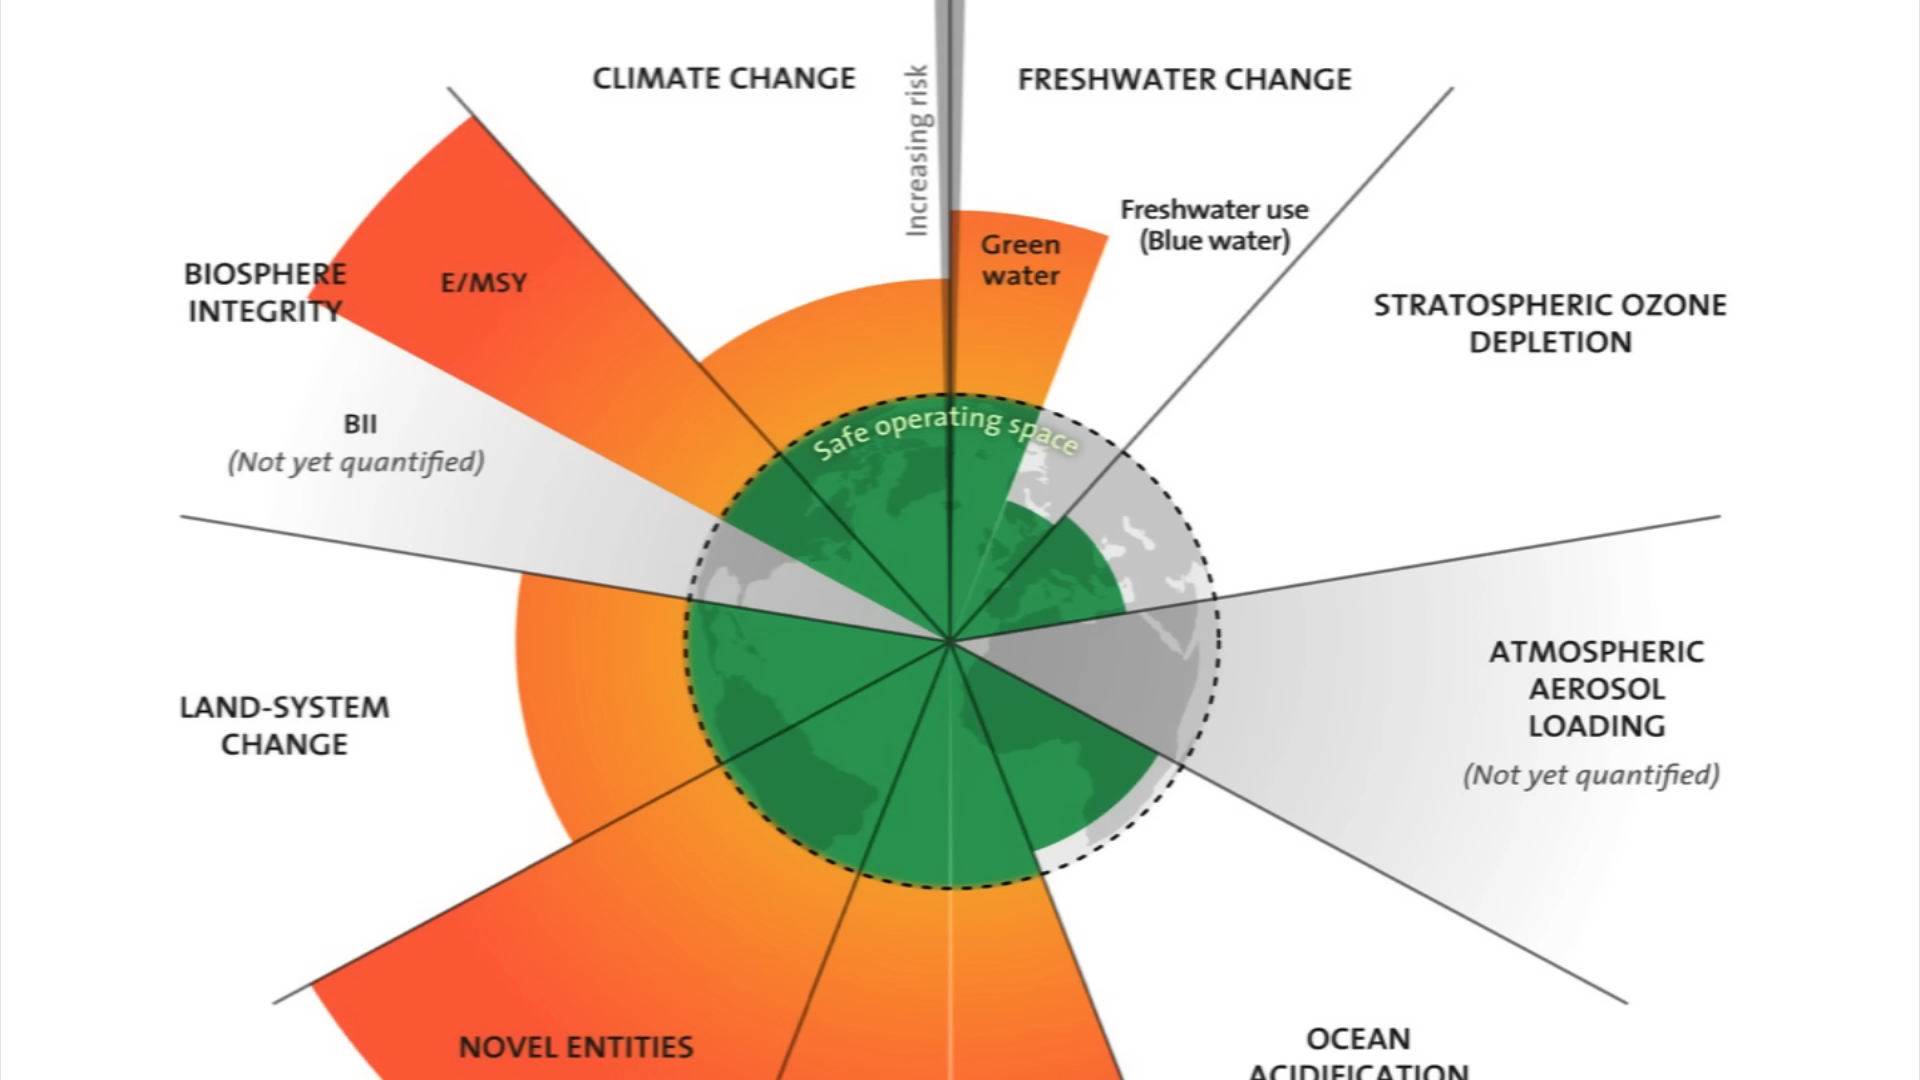 CLIMATE CHANGE
Increasing risk
FRESHWATER CHANGE
Freshwater use
(Blue water)
Green
water
BIOSPHERE
INTEGRITY
E/MSY
STRATOSPHERIC OZONE
DEPLETION
BII
(Not yet quantified)
Safe operating space
LAND-SYSTEM
CHANGE
ATMOSPHERIC
AEROSOL
LOADING
(Not yet quantified)
NOVEL ENTITIES
OCEAN
ACIDIFICATION